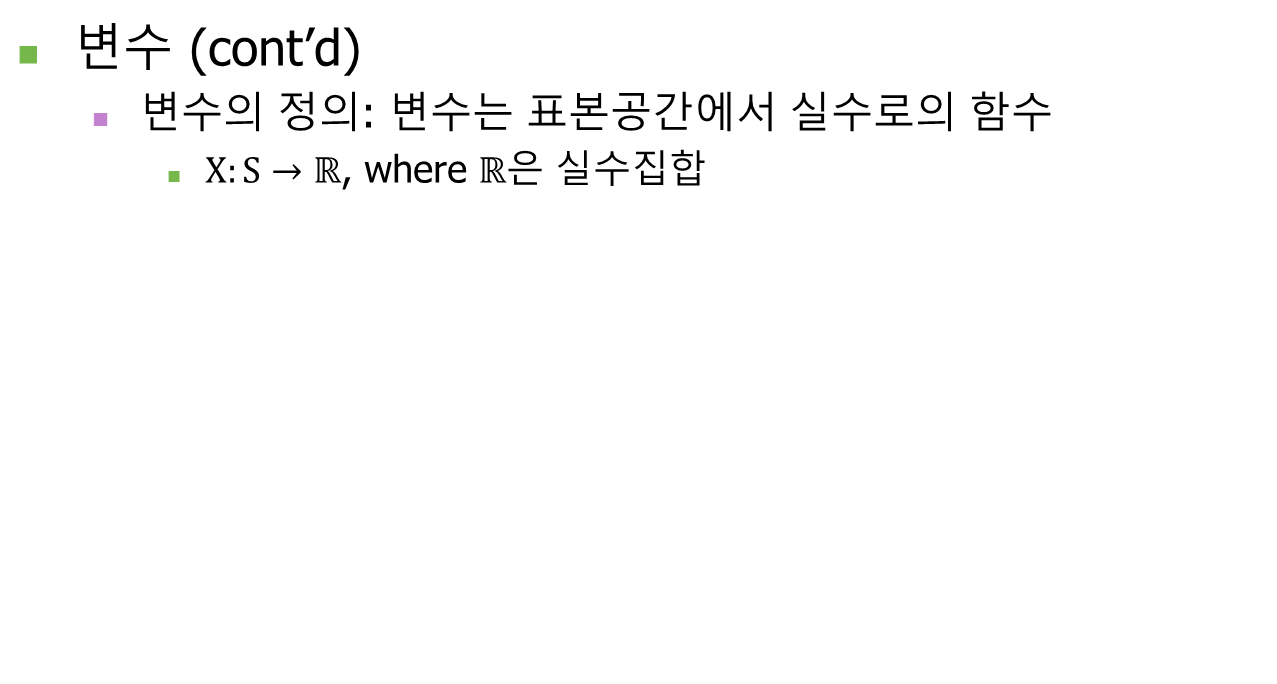 변수 (cont’d)
변수의 정의: 변수는 표본공간에서 실수로의 함수
X: S → ℝ, where ℝ은 실수집합